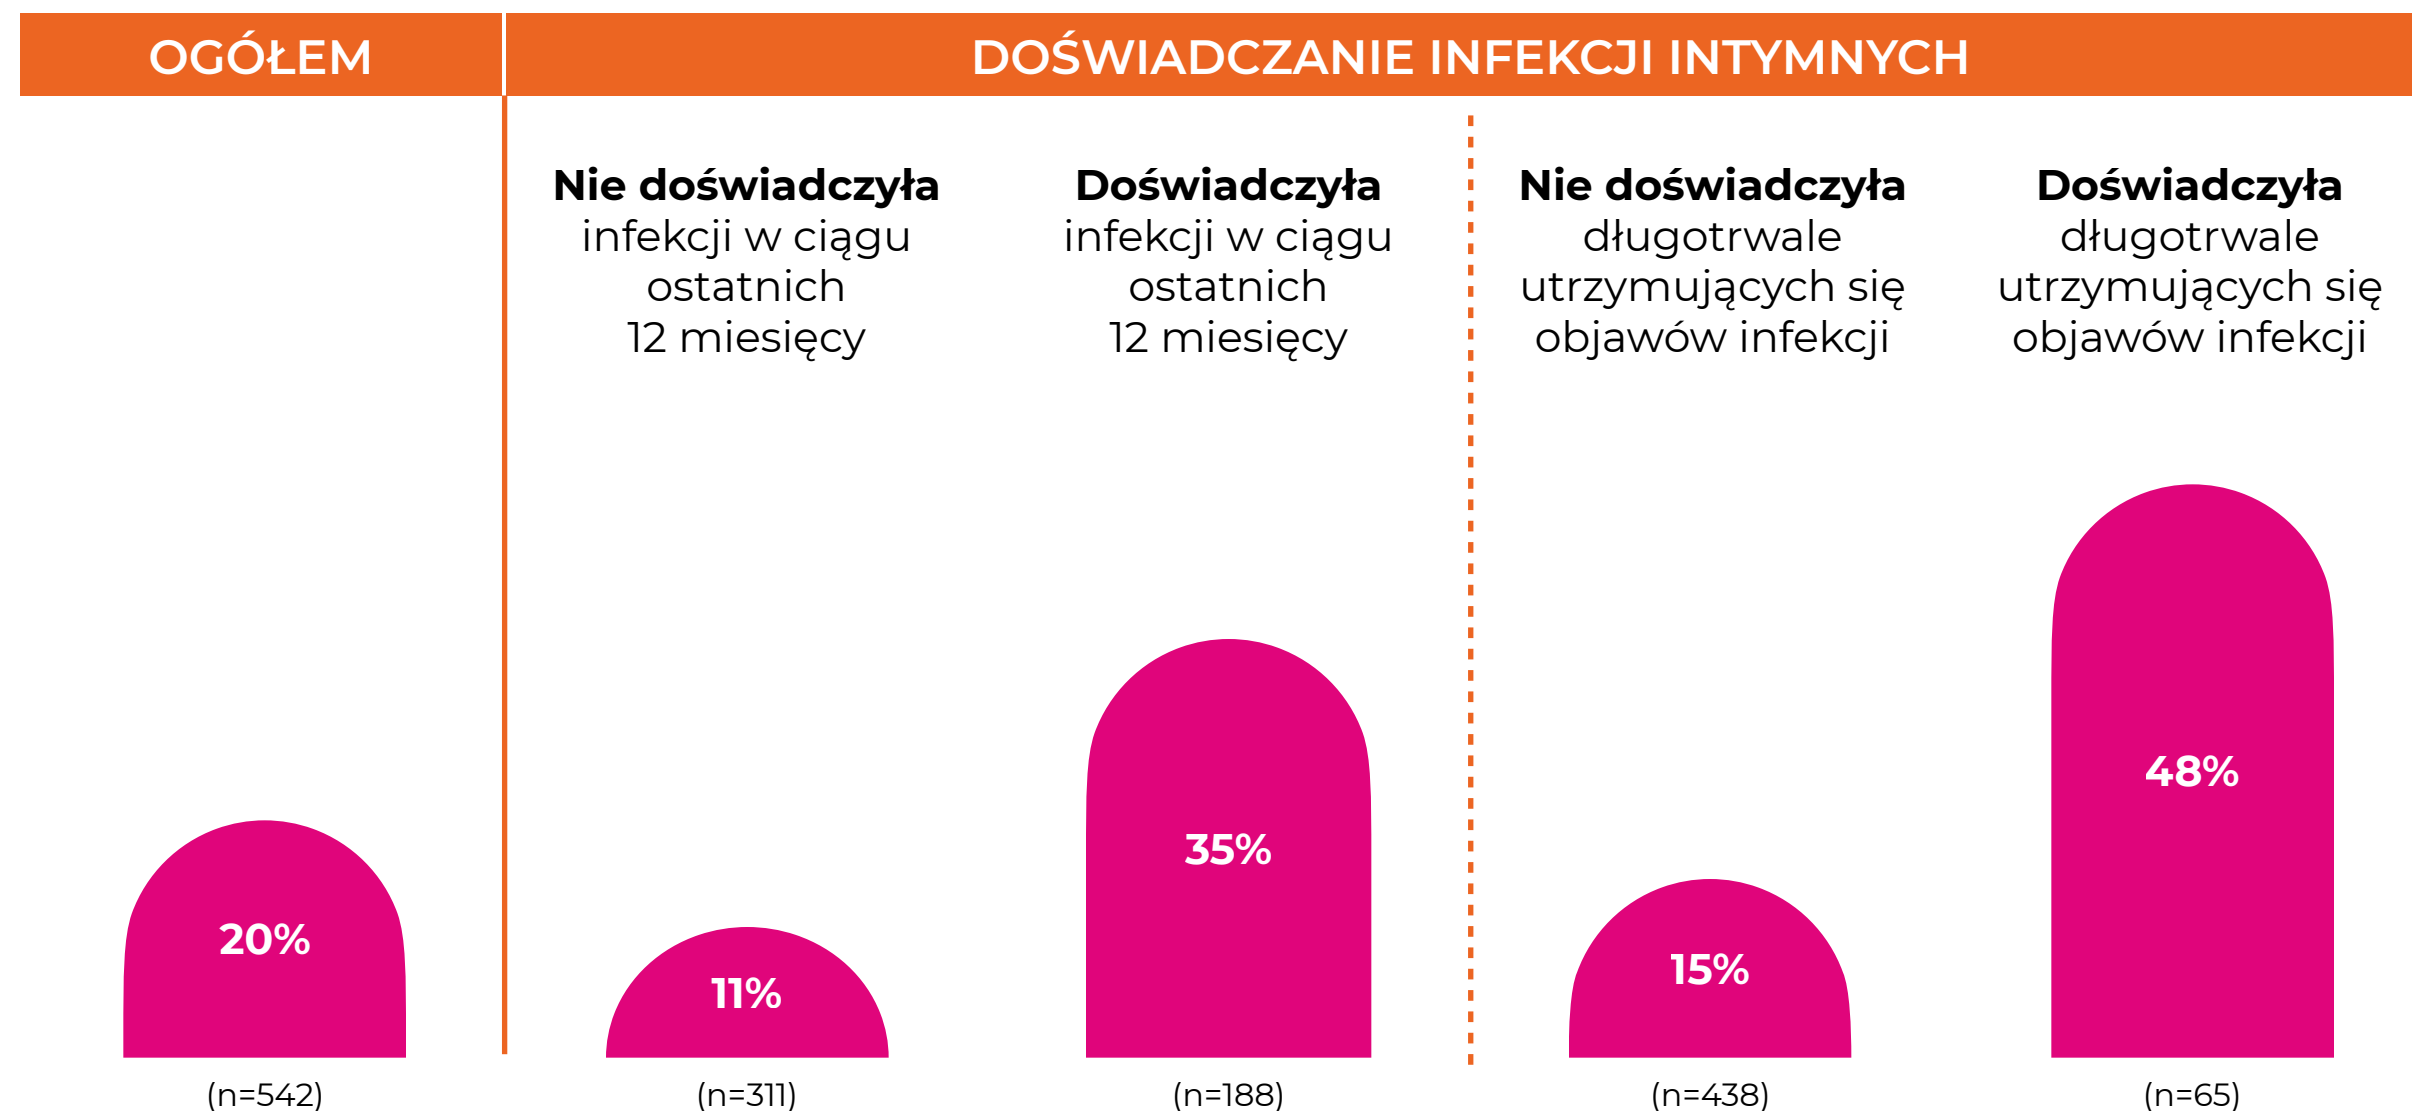 OGÓŁEM
DOŚWIADCZANIE INFEKCJI INTYMNYCH
Nie doświadczyła
infekcji w ciągu
ostatnich
12 miesięcy
Doświadczyła
infekcji w ciągu
ostatnich
12 miesięcy
Nie doświadczyła
długotrwale
utrzymujących się
objawów infekcji
Doświadczyła
długotrwale
utrzymujących się
objawów infekcji
20%
11%
35%
15%
48%
(n=542)
(n=311)
(n=188)
(n=438)
(n=65)